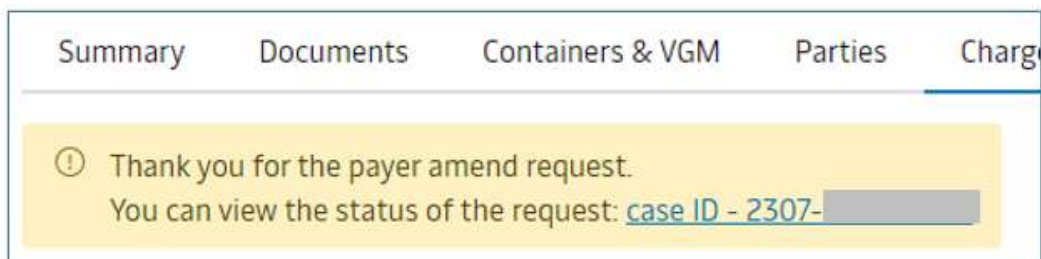 Summary Documents Containers & VGM Parties Charge
Thank you for the payer amend request.
You can view the status of the request: case ID - 2307-